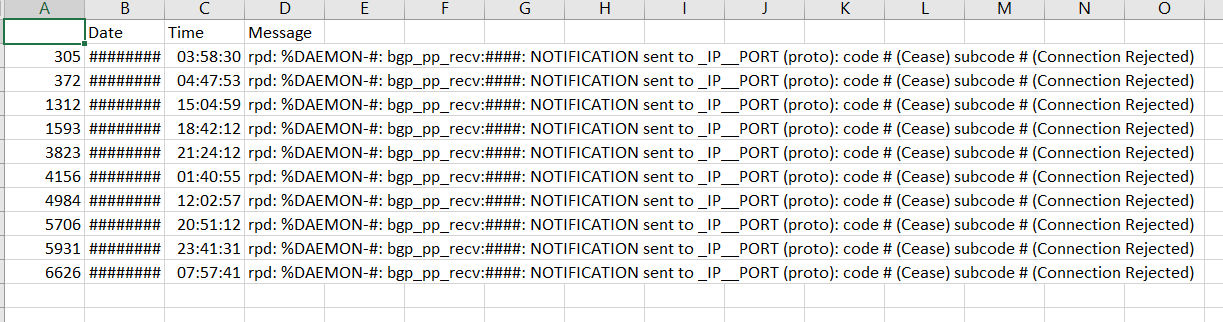 A B C D E F G H I J K L M N O
Date Time Message
305 ######## 03:58:30 rpd: %DAEMON-#: bgp_pp_recv:####: NOTIFICATION sent to _IP__PORT (proto): code # (Cease) subcode # (Connection Rejected)
372 ######## 04:47:53 rpd: %DAEMON-#: bgp_pp_recv:####: NOTIFICATION sent to _IP__PORT (proto): code # (Cease) subcode # (Connection Rejected)
1312 ######## 15:04:59 rpd: %DAEMON-#: bgp_pp_recv:####: NOTIFICATION sent to _IP__PORT (proto): code # (Cease) subcode # (Connection Rejected)
1593 ######## 18:42:12 rpd: %DAEMON-#: bgp_pp_recv:####: NOTIFICATION sent to _IP__PORT (proto): code # (Cease) subcode # (Connection Rejected)
3823 ######## 21:24:12 rpd: %DAEMON-#: bgp_pp_recv:####: NOTIFICATION sent to _IP__PORT (proto): code # (Cease) subcode # (Connection Rejected)
4156 ######## 01:40:55 rpd: %DAEMON-#: bgp_pp_recv:####: NOTIFICATION sent to _IP__PORT (proto): code # (Cease) subcode # (Connection Rejected)
4984 ######## 12:02:57 rpd: %DAEMON-#: bgp_pp_recv:####: NOTIFICATION sent to _IP__PORT (proto): code # (Cease) subcode # (Connection Rejected)
5706 ######## 20:51:12 rpd: %DAEMON-#: bgp_pp_recv:####: NOTIFICATION sent to _IP__PORT (proto): code # (Cease) subcode # (Connection Rejected)
5931 ######## 23:41:31 rpd: %DAEMON-#: bgp_pp_recv:####: NOTIFICATION sent to _IP__PORT (proto): code # (Cease) subcode # (Connection Rejected)
6626 ######## 07:57:41 rpd: %DAEMON-#: bgp_pp_recv:####: NOTIFICATION sent to _IP__PORT (proto): code # (Cease) subcode # (Connection Rejected)